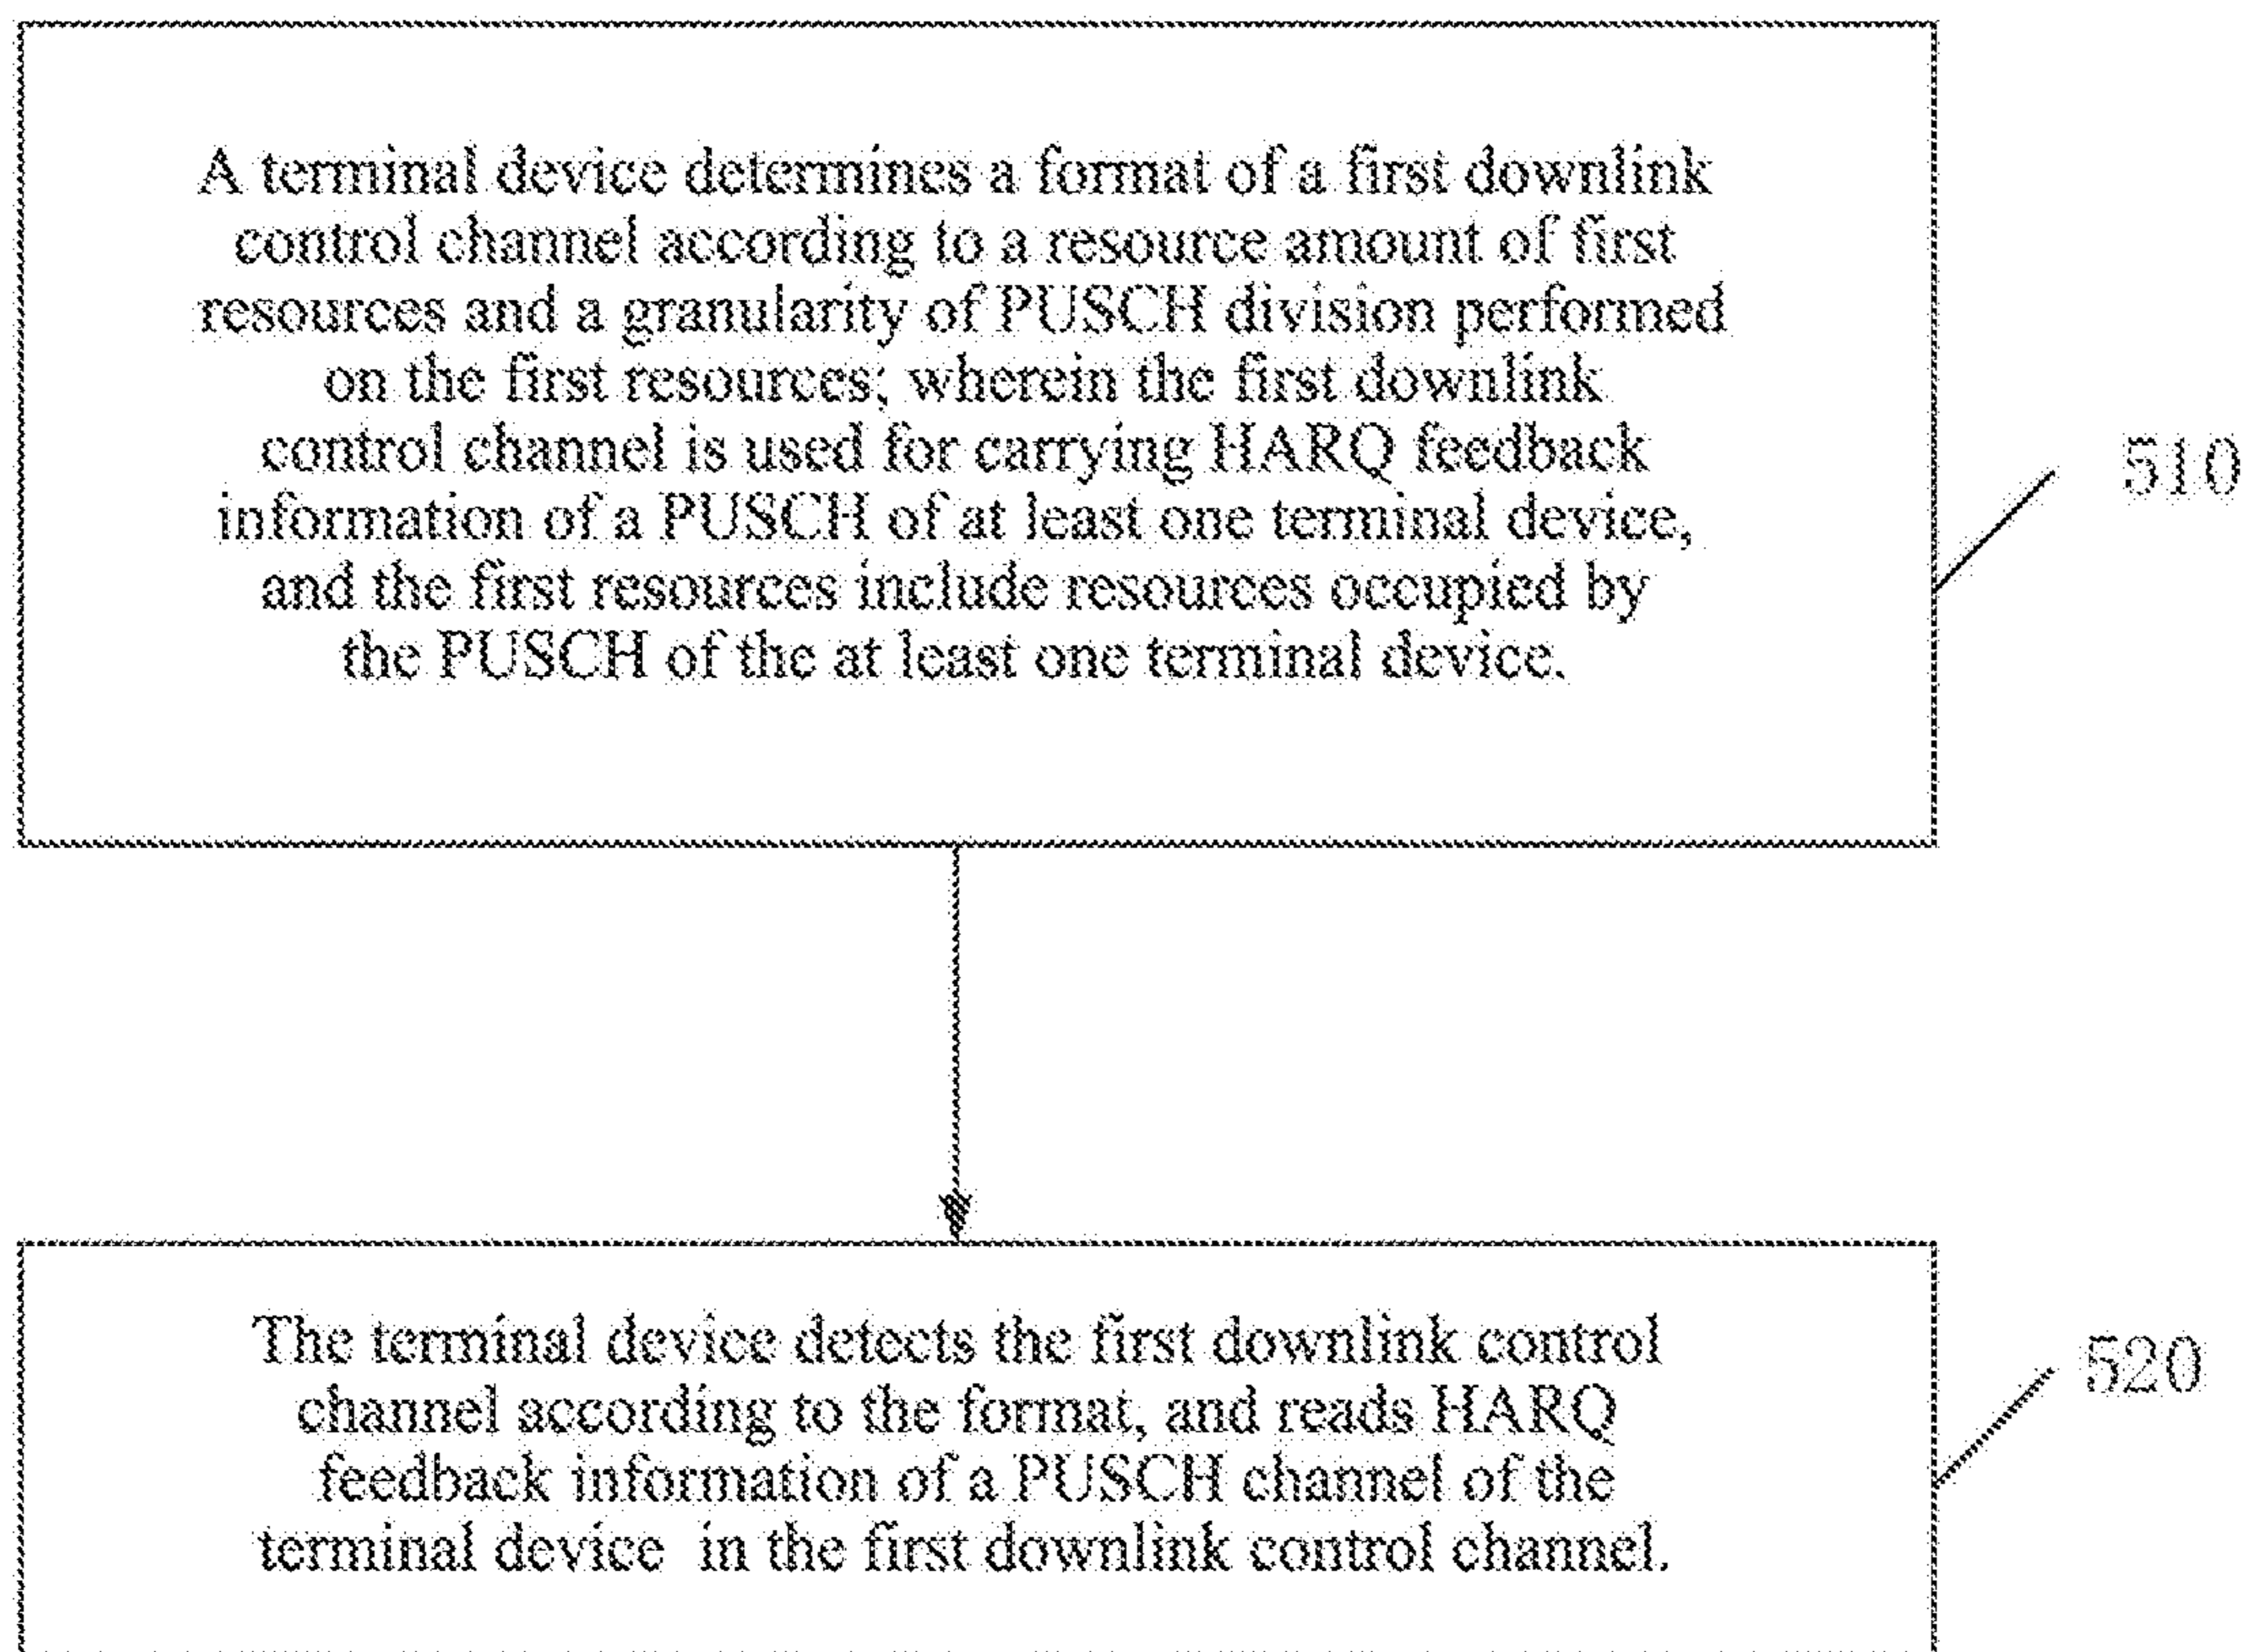 A terminal device determines a format of a first downlink
control channel according to a resource amount of first
resources and a granularity of PUSCH division performed
on the first resources; wherein the first downlink
control channel is used for carrying HARQ feedback
information of a PUSCH of at least one terminal device,
and the first resources include resources occupied by
the PUSCH of the at least one terminal device.
510
The terminal device detects the first downlink control
channel according to the format, and reads HARQ
feedback information of a PUSCH channel of the
terminal device in the first downlink control channel.
520